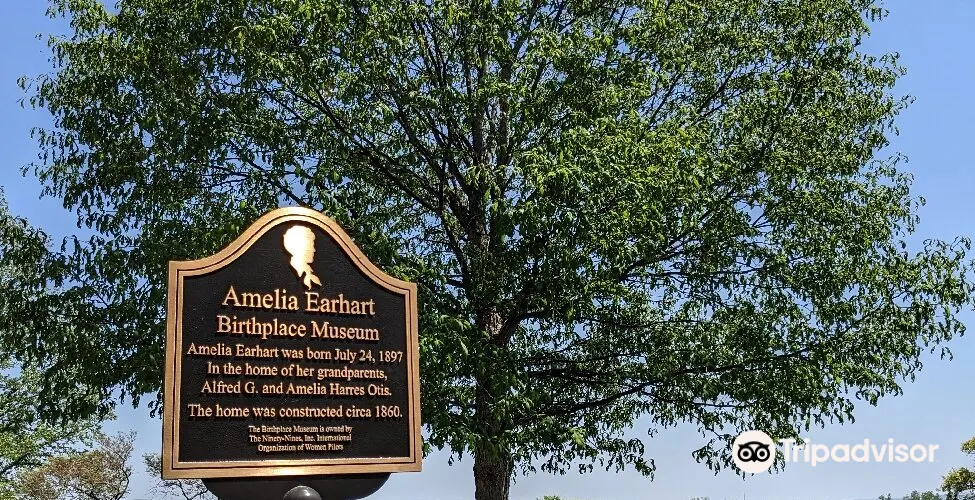 Amelia Earhart
Birthplace Museum
Amelia Earhart was born July 24, 1897
In the home of her grandparents,
Alfred G. and Amelia Harres Otis.
The home was constructed circa 1860.
The Birthplace Museum is owned by
The Ninety-Nines, Inc. International
Organization of Women Pilots
Tripadvisor